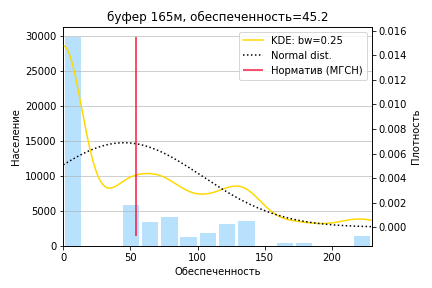 буфер 165м, обеспеченность=45.2
KDE: bw=0.25
Normal dist.
Норматив (МГСН)
Население
30000
25000
20000
15000
10000
5000
0
0.016
0.014
0.012
0.010
0.008
0.006
0.004
0.002
0.000
Плотность
0 50 100 150 200
Обеспеченность